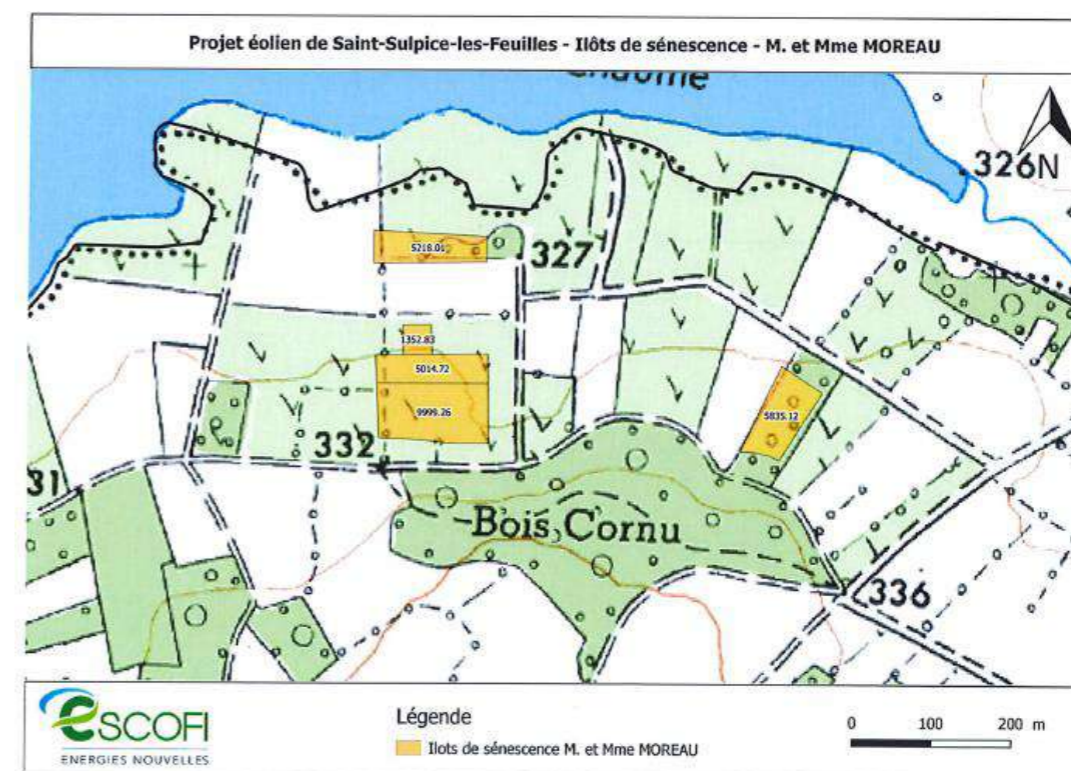 Projet éolien de Saint-Sulpice-les-Feuilles - Ilôts de sénescence - M. et Mme MOREAU
Chaume
326N
327
5218.01
1352.83
5014.72
9999.26
5835.12
332
31
Bois Cornu
336
ESCOFI
ENERGIES NOUVELLES
Légende
Ilots de sénescence M. et Mme MOREAU
0 100 200 m